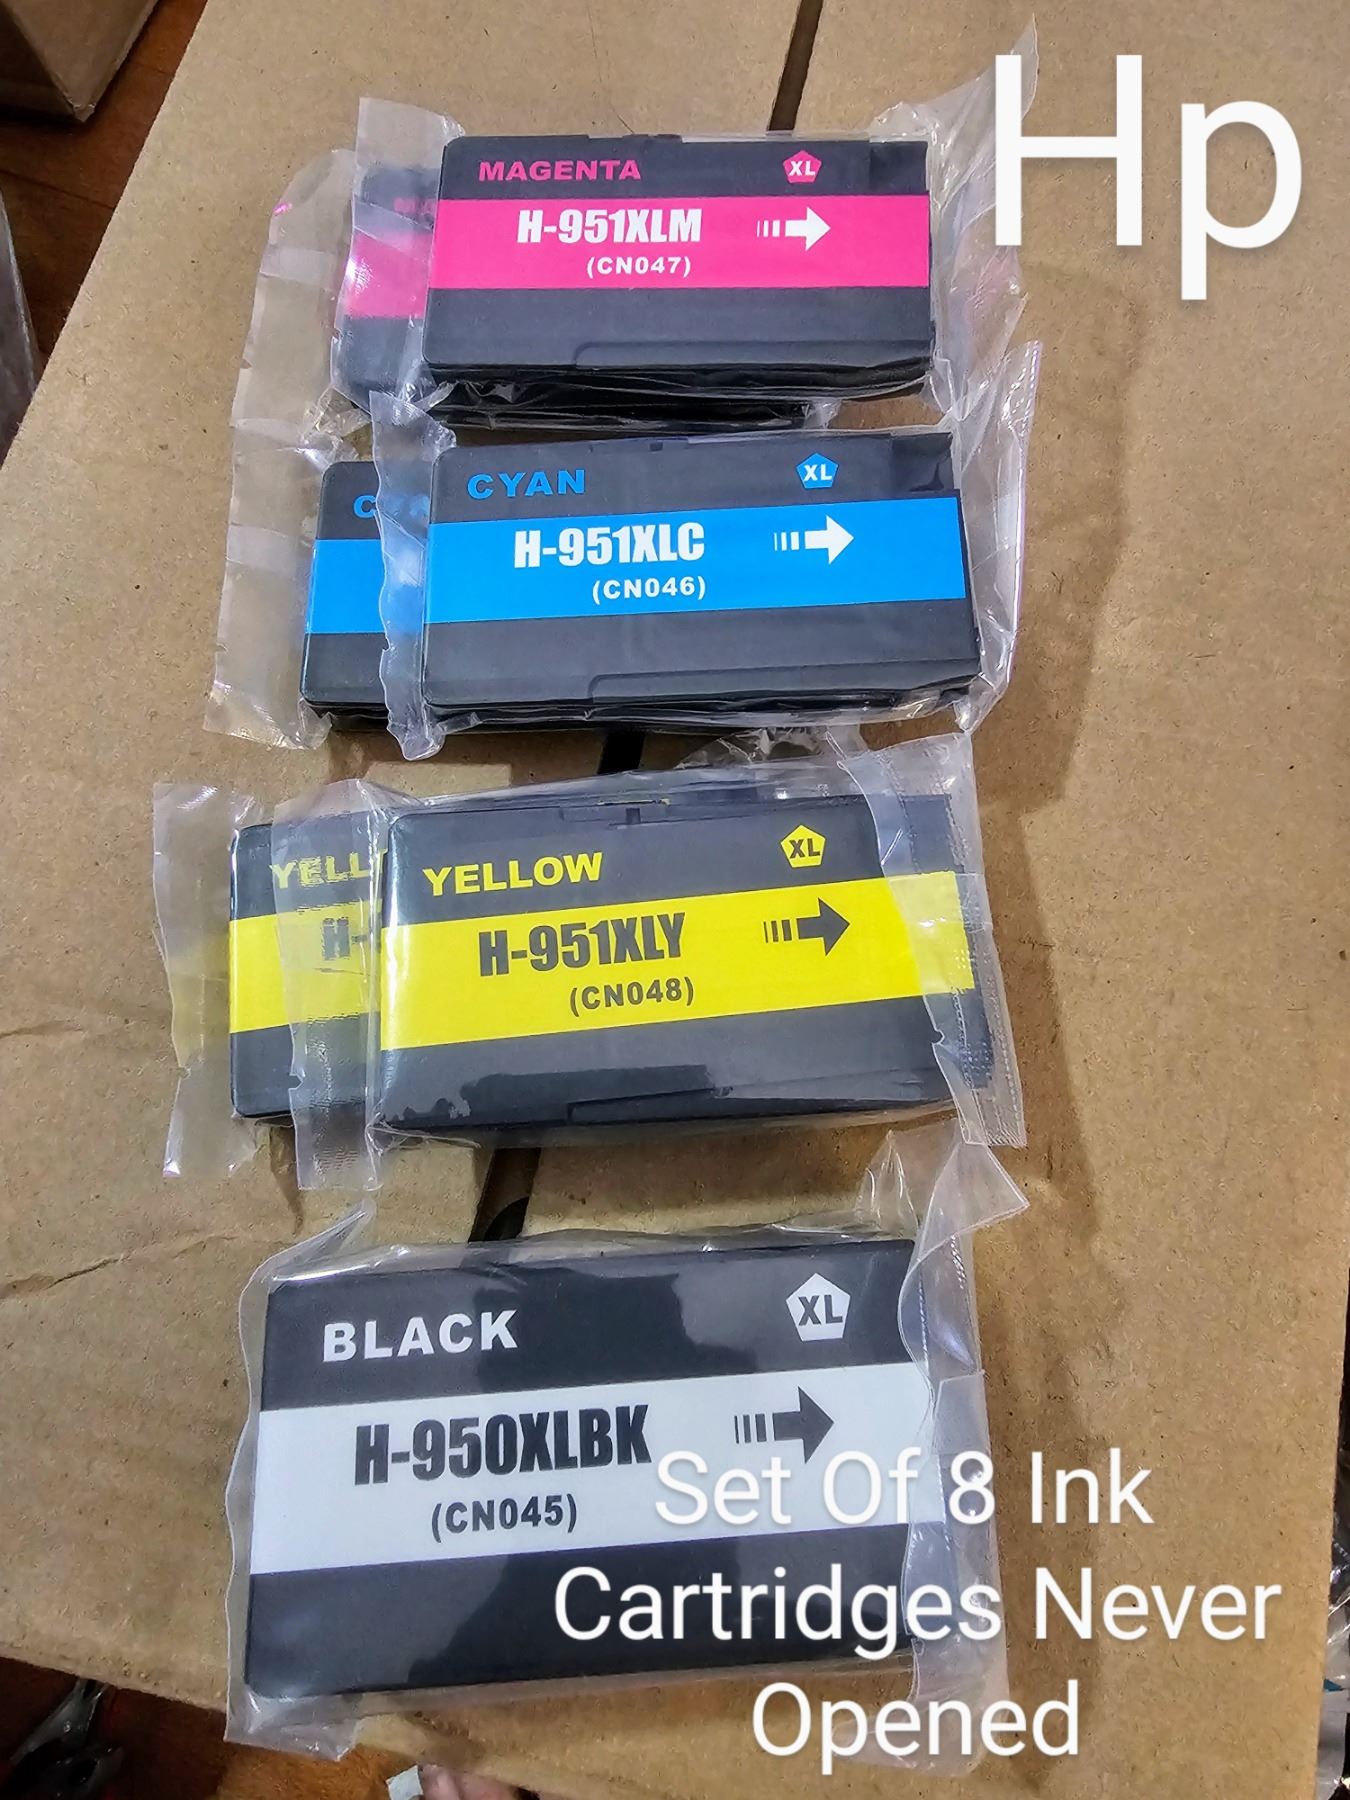 Hp
MAGENTA
XL
H-951XLM
(CN047)
CYAN
XL
H-951XLC
(CN046)
YELL
H-
YELLOW
XL
H-951XLY
(CN048)
BLACK
XL
H-950XLBK
(CN045)
Set Of 8 Ink
Cartridges Never
Opened